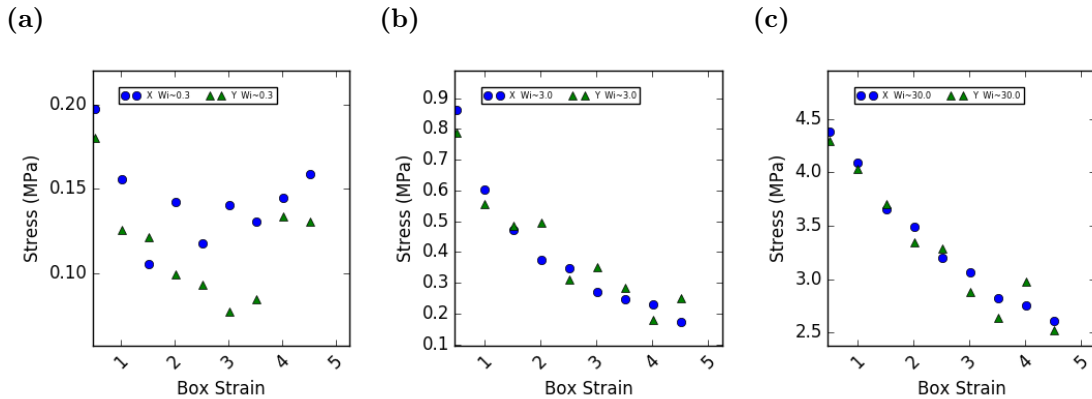 (a)
(b)
(c)
X Wi~0.3 Y Wi~0.3
0.20
0.15
0.10
Stress (MPa)
1 2 3 4 5
Box Strain
X Wi~3.0 Y Wi~3.0
0.9
0.8
0.7
0.6
0.5
0.4
0.3
0.2
0.1
Stress (MPa)
1 2 3 4 5
Box Strain
X Wi~30.0 Y Wi~30.0
4.5
4.0
3.5
3.0
2.5
Stress (MPa)
1 2 3 4 5
Box Strain